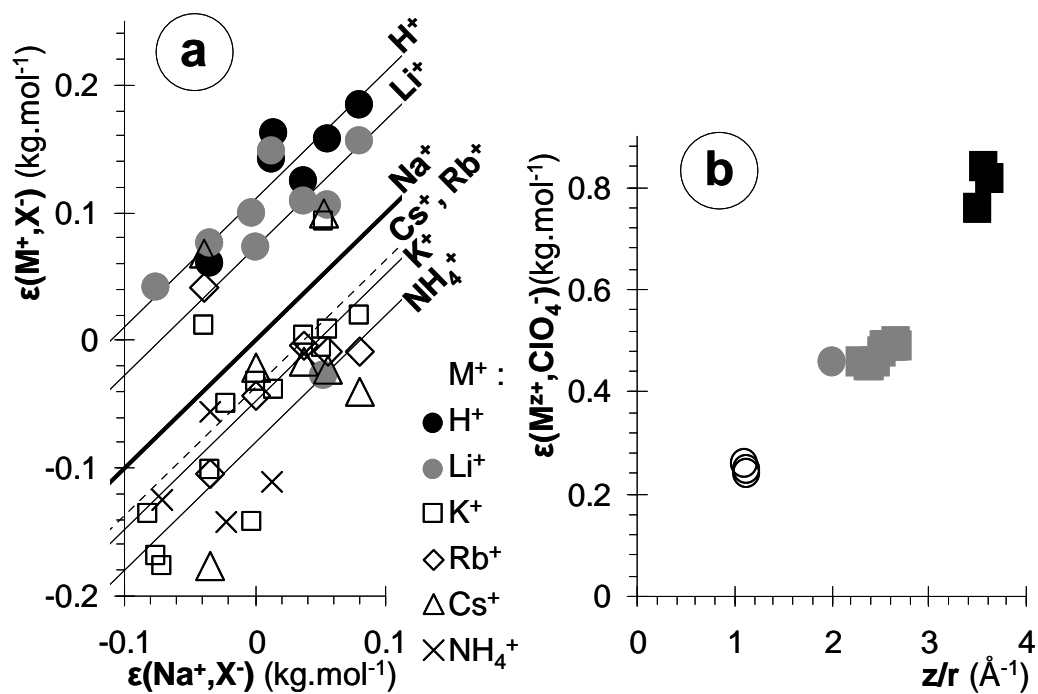 a
ε(M⁺,X⁻) (kg.mol⁻¹)
0.2
0.1
0
-0.1
-0.2
-0.1
0
0.1
ε(Na⁺,X⁻) (kg.mol⁻¹)
H⁺
Li⁺
Na⁺
Cs⁺, Rb⁺
K⁺
NH₄⁺
M⁺ :
H⁺
Li⁺
K⁺
Rb⁺
Cs⁺
NH₄⁺
b
ε(Mᶻ⁺,ClO₄⁻)(kg.mol⁻¹)
0.8
0.6
0.4
0.2
0
0
1
2
3
4
z/r (Å⁻¹)